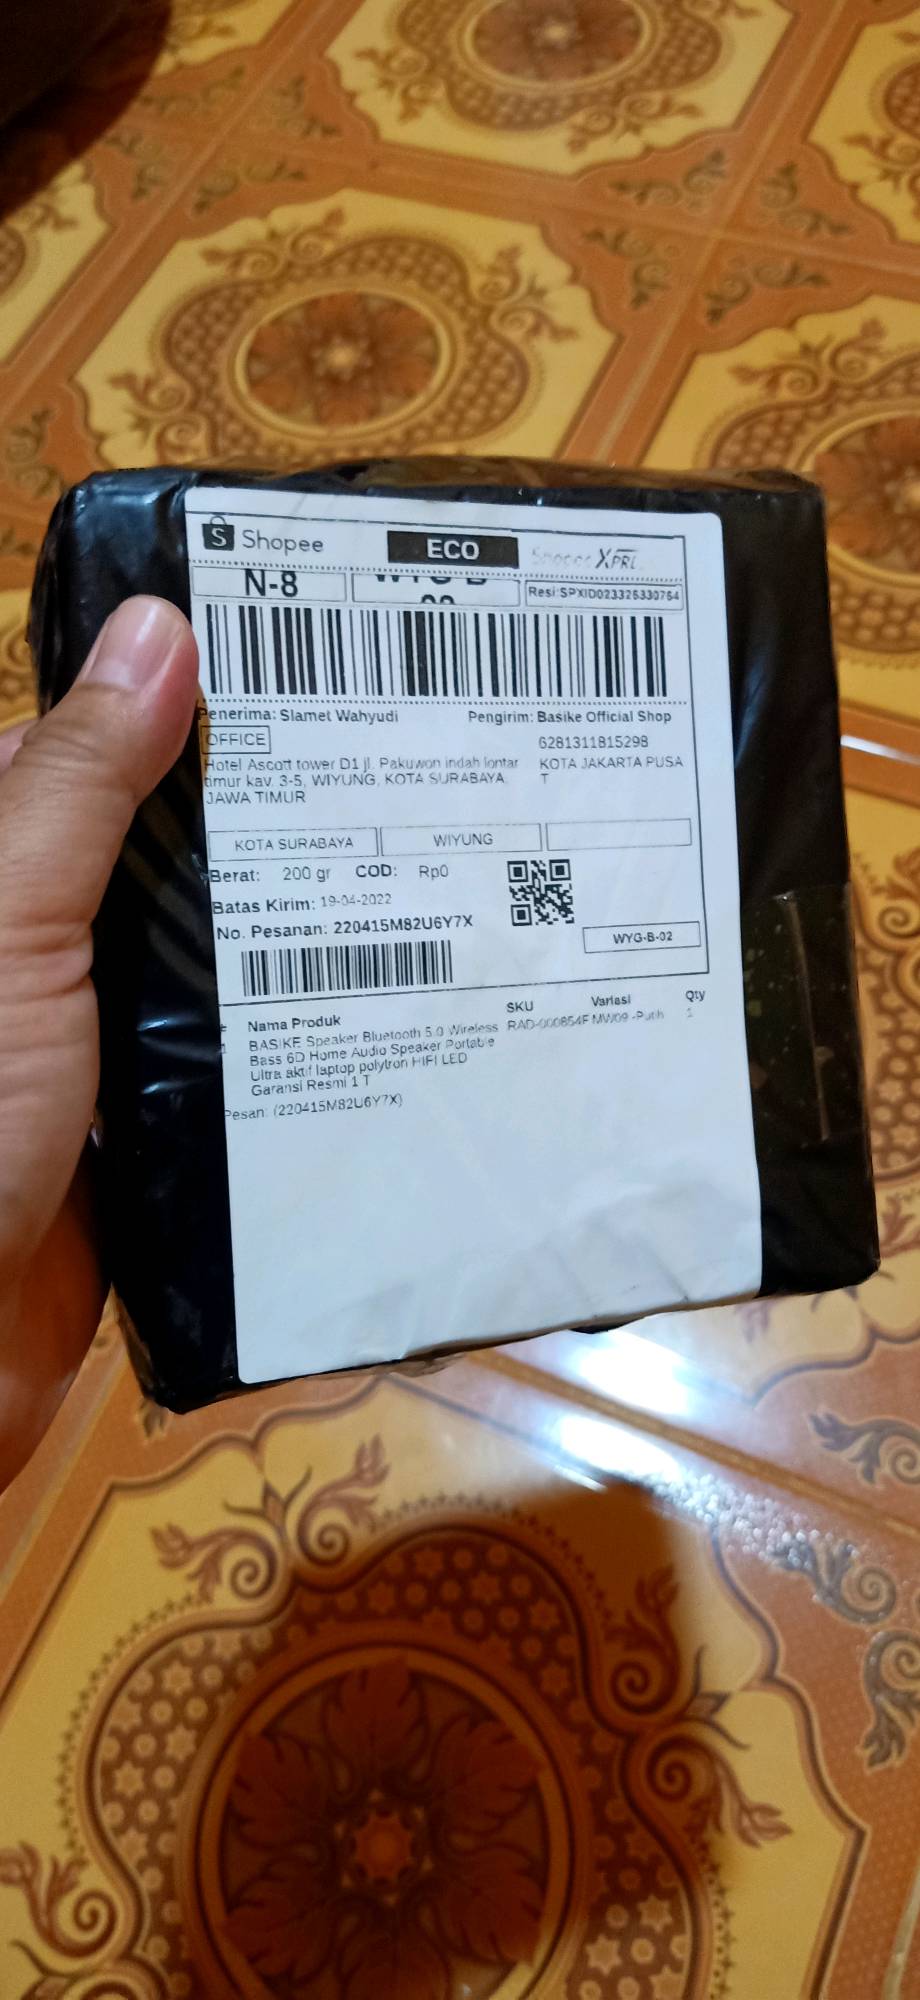 Shopee
ECO
Shopee XPRE
N-8
Resi:SPXID023326330764
Penerima: Slamet Wahyudi
Pengirim: Basike Official Shop
OFFICE
6281311815298
Hotel Ascott tower D1 jl. Pakuwon indah lontar
timur kav. 3-5, WIYUNG, KOTA SURABAYA,
JAWA TIMUR
KOTA JAKARTA PUSA
T
KOTA SURABAYA
WIYUNG
Berat: 200 gr COD: Rp0
Batas Kirim: 19-04-2022
No. Pesanan: 220415M82U6Y7X
WYG-B-02
# Nama Produk SKU Variasi Qty
1 BASIKE Speaker Bluetooth 5.0 Wireless RAD-000854F MW09 -Putih 1
Bass 6D Home Audio Speaker Portable
Ultra aktif laptop polytron HIFI LED
Garansi Resmi 1 T
Pesan: (220415M82U6Y7X)